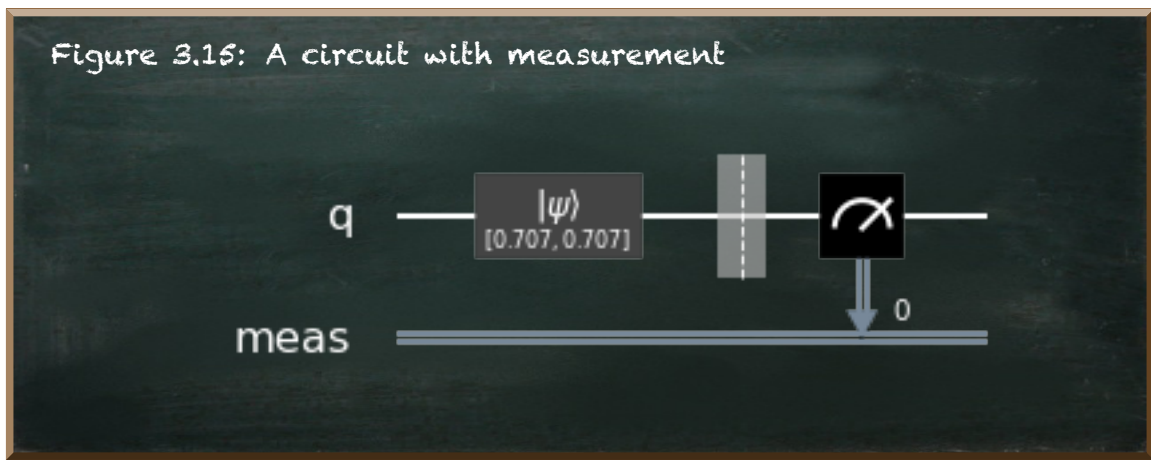 Figure 3.15: A circuit with measurement
q
|ψ⟩
[0.707, 0.707]
0
meas